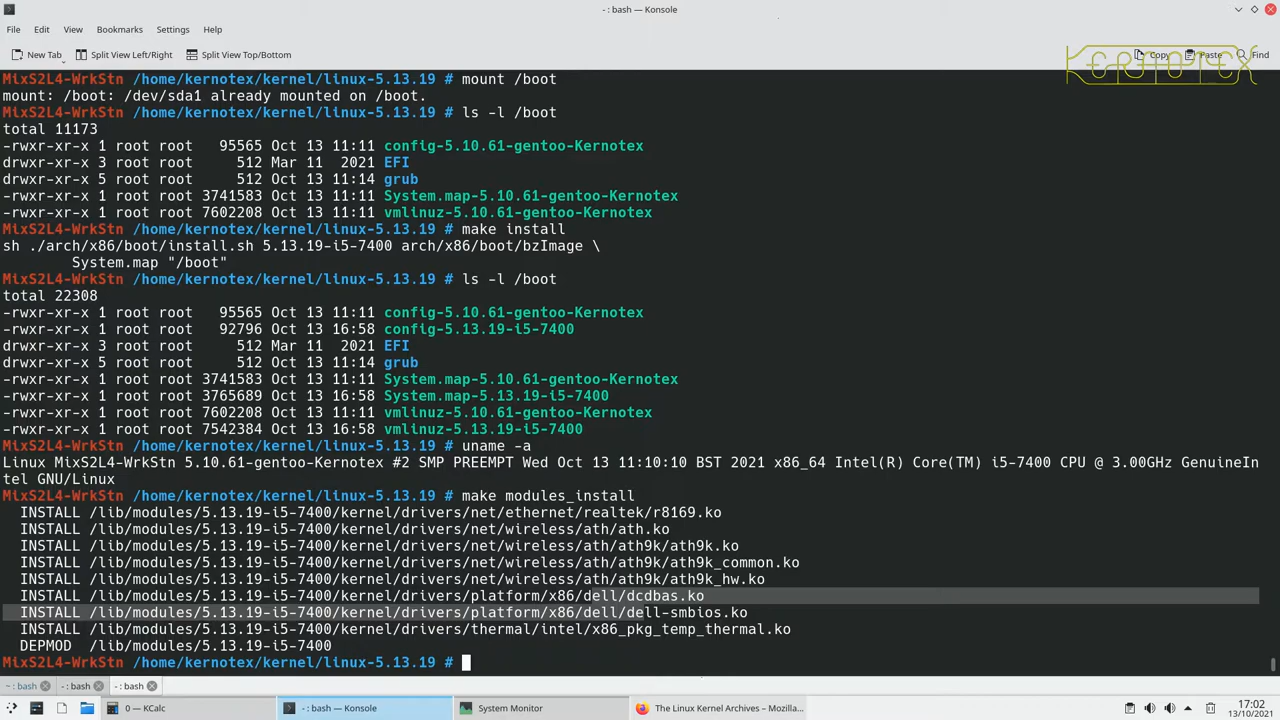 - : bash — Konsole
File Edit View Bookmarks Settings Help
New Tab Split View Left/Right Split View Top/Bottom Copy Paste Find
KERNOTEX
MixS2L4-WrkStn /home/kernotex/kernel/linux-5.13.19 # mount /boot
mount: /boot: /dev/sda1 already mounted on /boot.
MixS2L4-WrkStn /home/kernotex/kernel/linux-5.13.19 # ls -l /boot
total 11173
-rwxr-xr-x 1 root root   95565 Oct 13 11:11 config-5.10.61-gentoo-Kernotex
drwxr-xr-x 3 root root     512 Mar 11  2021 EFI
drwxr-xr-x 5 root root     512 Oct 13 11:14 grub
-rwxr-xr-x 1 root root 3741583 Oct 13 11:11 System.map-5.10.61-gentoo-Kernotex
-rwxr-xr-x 1 root root 7602208 Oct 13 11:11 vmlinuz-5.10.61-gentoo-Kernotex
MixS2L4-WrkStn /home/kernotex/kernel/linux-5.13.19 # make install
sh ./arch/x86/boot/install.sh 5.13.19-i5-7400 arch/x86/boot/bzImage \
        System.map "/boot"
MixS2L4-WrkStn /home/kernotex/kernel/linux-5.13.19 # ls -l /boot
total 22308
-rwxr-xr-x 1 root root   95565 Oct 13 11:11 config-5.10.61-gentoo-Kernotex
-rwxr-xr-x 1 root root   92796 Oct 13 16:58 config-5.13.19-i5-7400
drwxr-xr-x 3 root root     512 Mar 11  2021 EFI
drwxr-xr-x 5 root root     512 Oct 13 11:14 grub
-rwxr-xr-x 1 root root 3741583 Oct 13 11:11 System.map-5.10.61-gentoo-Kernotex
-rwxr-xr-x 1 root root 3765689 Oct 13 16:58 System.map-5.13.19-i5-7400
-rwxr-xr-x 1 root root 7602208 Oct 13 11:11 vmlinuz-5.10.61-gentoo-Kernotex
-rwxr-xr-x 1 root root 7542384 Oct 13 16:58 vmlinuz-5.13.19-i5-7400
MixS2L4-WrkStn /home/kernotex/kernel/linux-5.13.19 # uname -a
Linux MixS2L4-WrkStn 5.10.61-gentoo-Kernotex #2 SMP PREEMPT Wed Oct 13 11:10:10 BST 2021 x86_64 Intel(R) Core(TM) i5-7400 CPU @ 3.00GHz GenuineIn
tel GNU/Linux
MixS2L4-WrkStn /home/kernotex/kernel/linux-5.13.19 # make modules_install
  INSTALL /lib/modules/5.13.19-i5-7400/kernel/drivers/net/ethernet/realtek/r8169.ko
  INSTALL /lib/modules/5.13.19-i5-7400/kernel/drivers/net/wireless/ath/ath.ko
  INSTALL /lib/modules/5.13.19-i5-7400/kernel/drivers/net/wireless/ath/ath9k/ath9k.ko
  INSTALL /lib/modules/5.13.19-i5-7400/kernel/drivers/net/wireless/ath/ath9k/ath9k_common.ko
  INSTALL /lib/modules/5.13.19-i5-7400/kernel/drivers/net/wireless/ath/ath9k/ath9k_hw.ko
  INSTALL /lib/modules/5.13.19-i5-7400/kernel/drivers/platform/x86/dell/dcdbas.ko
  INSTALL /lib/modules/5.13.19-i5-7400/kernel/drivers/platform/x86/dell/dell-smbios.ko
  INSTALL /lib/modules/5.13.19-i5-7400/kernel/drivers/thermal/intel/x86_pkg_temp_thermal.ko
  DEPMOD  /lib/modules/5.13.19-i5-7400
MixS2L4-WrkStn /home/kernotex/kernel/linux-5.13.19 #
~ : bash - : bash - : bash
0 — KCalc - : bash — Konsole System Monitor The Linux Kernel Archives – Mozilla... 17:02
13/10/2021